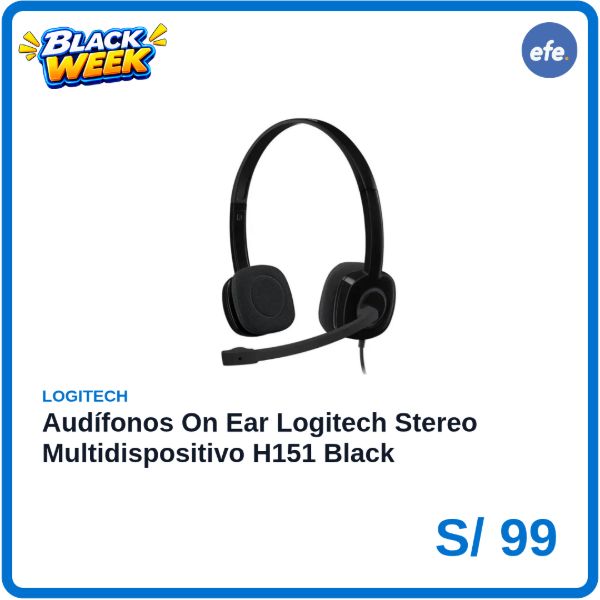 BLACK
WEEK
efe.
LOGITECH
Audífonos On Ear Logitech Stereo
Multidispositivo H151 Black
S/ 99